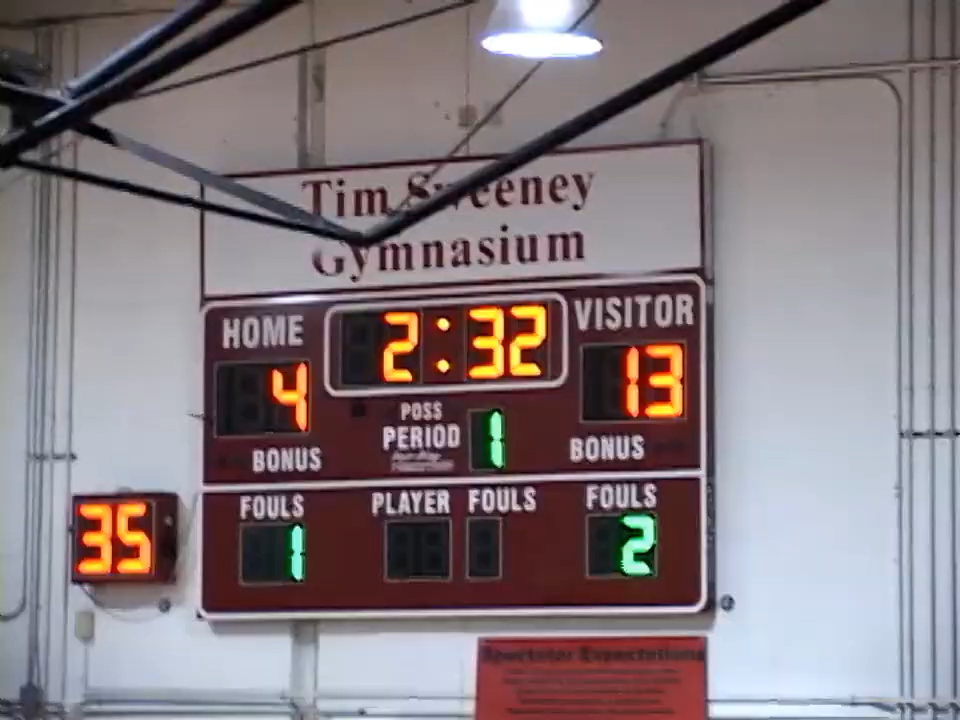 Tim Sweeney
Gymnasium
HOME 2:32 VISITOR
4 13
POSS
PERIOD 1
BONUS BONUS
FOULS PLAYER FOULS FOULS
35
1 2
Spectator Expectations